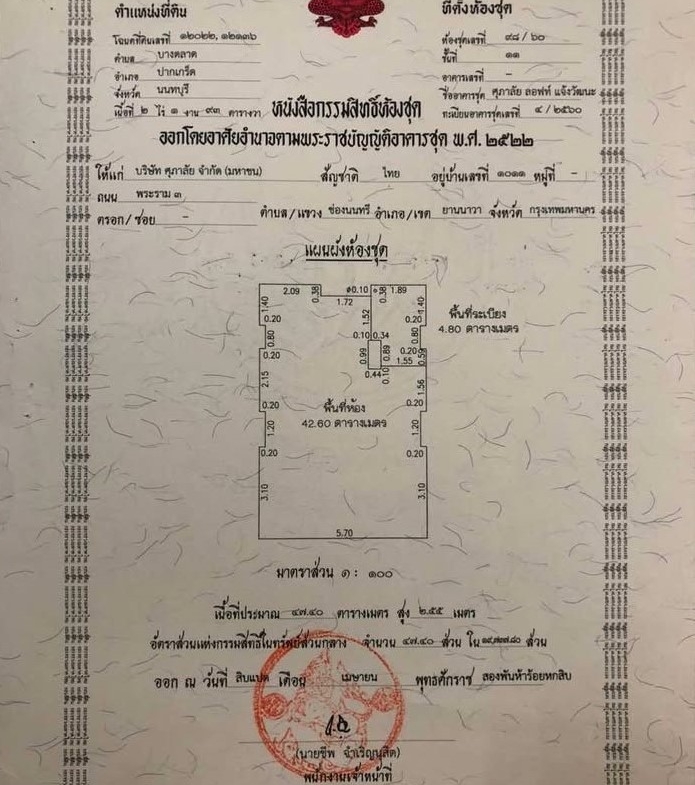 ตำแหน่งที่ดิน
ที่ตั้งห้องชุด
โฉนดที่ดินเลขที่ ๑๒๐๒๒, ๑๒๑๓๖
ห้องชุดเลขที่ ๙๘/๖๐
ตำบล บางตลาด
ชั้นที่ ๑๑
อำเภอ ปากเกร็ด
อาคารเลขที่ -
จังหวัด นนทบุรี
ชื่ออาคารชุด ศุภาลัย ลอฟท์ แจ้งวัฒนะ
เนื้อที่ ๒ ไร่ ๑ งาน ๙๓ ตารางวา
ทะเบียนอาคารชุดเลขที่ ๔/๒๕๖๐
หนังสือกรรมสิทธิ์ห้องชุด
ออกโดยอาศัยอำนาจตามพระราชบัญญัติอาคารชุด พ.ศ. ๒๕๒๒
ให้แก่ บริษัท ศุภาลัย จำกัด (มหาชน) สัญชาติ ไทย อยู่บ้านเลขที่ ๑๐๑๑ หมู่ที่ -
ถนน พระราม ๓
ตรอก/ซอย - ตำบล/แขวง ช่องนนทรี อำเภอ/เขต ยานนาวา จังหวัด กรุงเทพมหานคร
แผนผังห้องชุด
2.09 0.38 ø0.10 0.38 1.89
1.40 1.72 1.40
0.20 1.52 0.20
พื้นที่ระเบียง
4.80 ตารางเมตร
0.80 0.10 0.34 0.80
0.20 0.99 0.89 0.20 0.59
1.55
2.15 0.44 0.10 1.56
0.20 พื้นที่ห้อง 0.20
1.20 42.60 ตารางเมตร 1.20
0.20 0.20
3.10 3.10
5.70
มาตราส่วน ๑ : ๑๐๐
เนื้อที่ประมาณ ๔๗.๔๐ ตารางเมตร สูง ๒.๕๕ เมตร
อัตราส่วนแห่งกรรมสิทธิ์ในทรัพย์ส่วนกลาง จำนวน ๔๗.๔๐ ส่วน ใน ส่วน
ออก ณ วันที่ สิบแปด เดือน เมษายน พุทธศักราช สองพันห้าร้อยหกสิบ
(นายชีพ จำเริญนุสิต)
พนักงานเจ้าหน้าที่